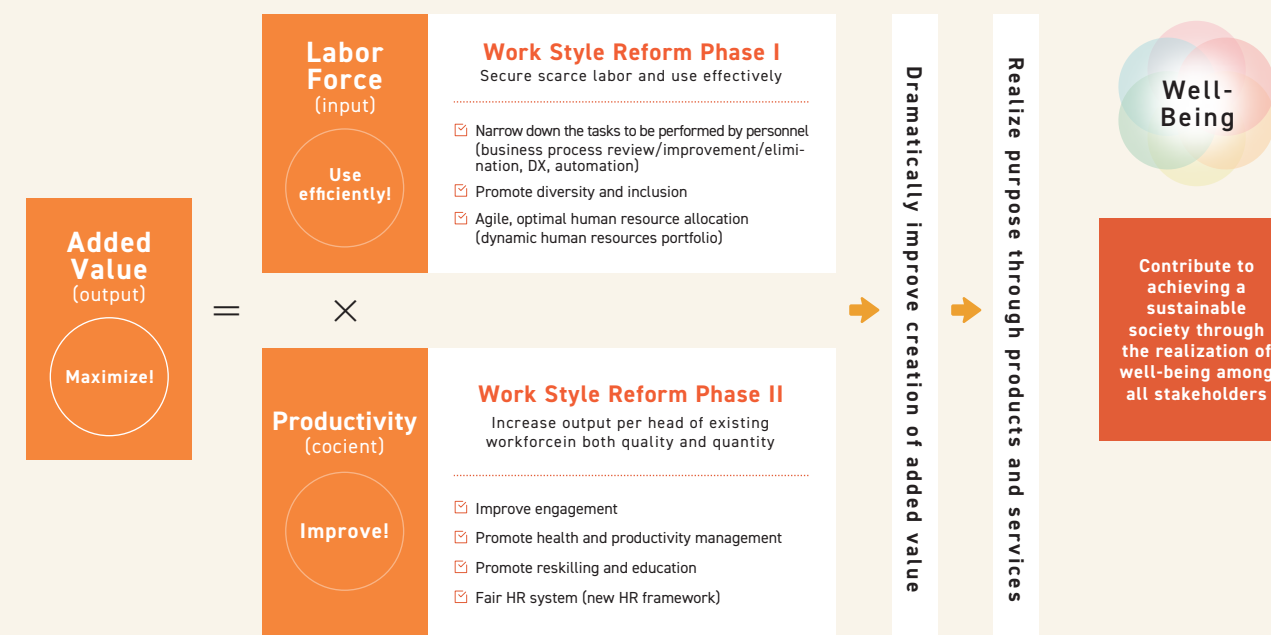 Added
Value
(output)
Maximize!
=
Labor
Force
(input)
Use
efficiently!
×
Productivity
(cocient)
Improve!
Work Style Reform Phase I
Secure scarce labor and use effectively
Narrow down the tasks to be performed by personnel
(business process review/improvement/elimi-
nation, DX, automation)
Promote diversity and inclusion
Agile, optimal human resource allocation
(dynamic human resources portfolio)
Work Style Reform Phase II
Increase output per head of existing
workforcein both quality and quantity
Improve engagement
Promote health and productivity management
Promote reskilling and education
Fair HR system (new HR framework)
Dramatically improve creation of added value
Realize purpose through products and services
Well-
Being
Contribute to
achieving a
sustainable
society through
the realization of
well-being among
all stakeholders